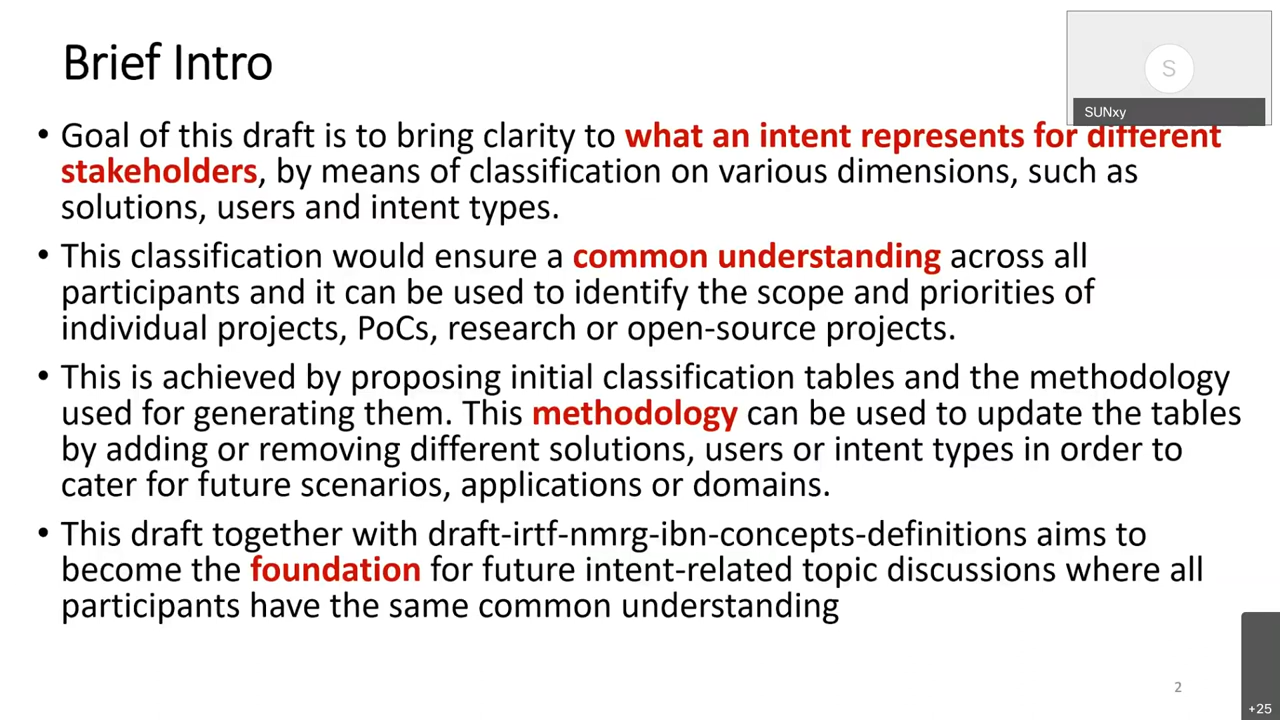 Brief Intro
S
SUNxy
• Goal of this draft is to bring clarity to what an intent represents for different
stakeholders, by means of classification on various dimensions, such as
solutions, users and intent types.
• This classification would ensure a common understanding across all
participants and it can be used to identify the scope and priorities of
individual projects, PoCs, research or open-source projects.
• This is achieved by proposing initial classification tables and the methodology
used for generating them. This methodology can be used to update the tables
by adding or removing different solutions, users or intent types in order to
cater for future scenarios, applications or domains.
• This draft together with draft-irtf-nmrg-ibn-concepts-definitions aims to
become the foundation for future intent-related topic discussions where all
participants have the same common understanding
2
+25